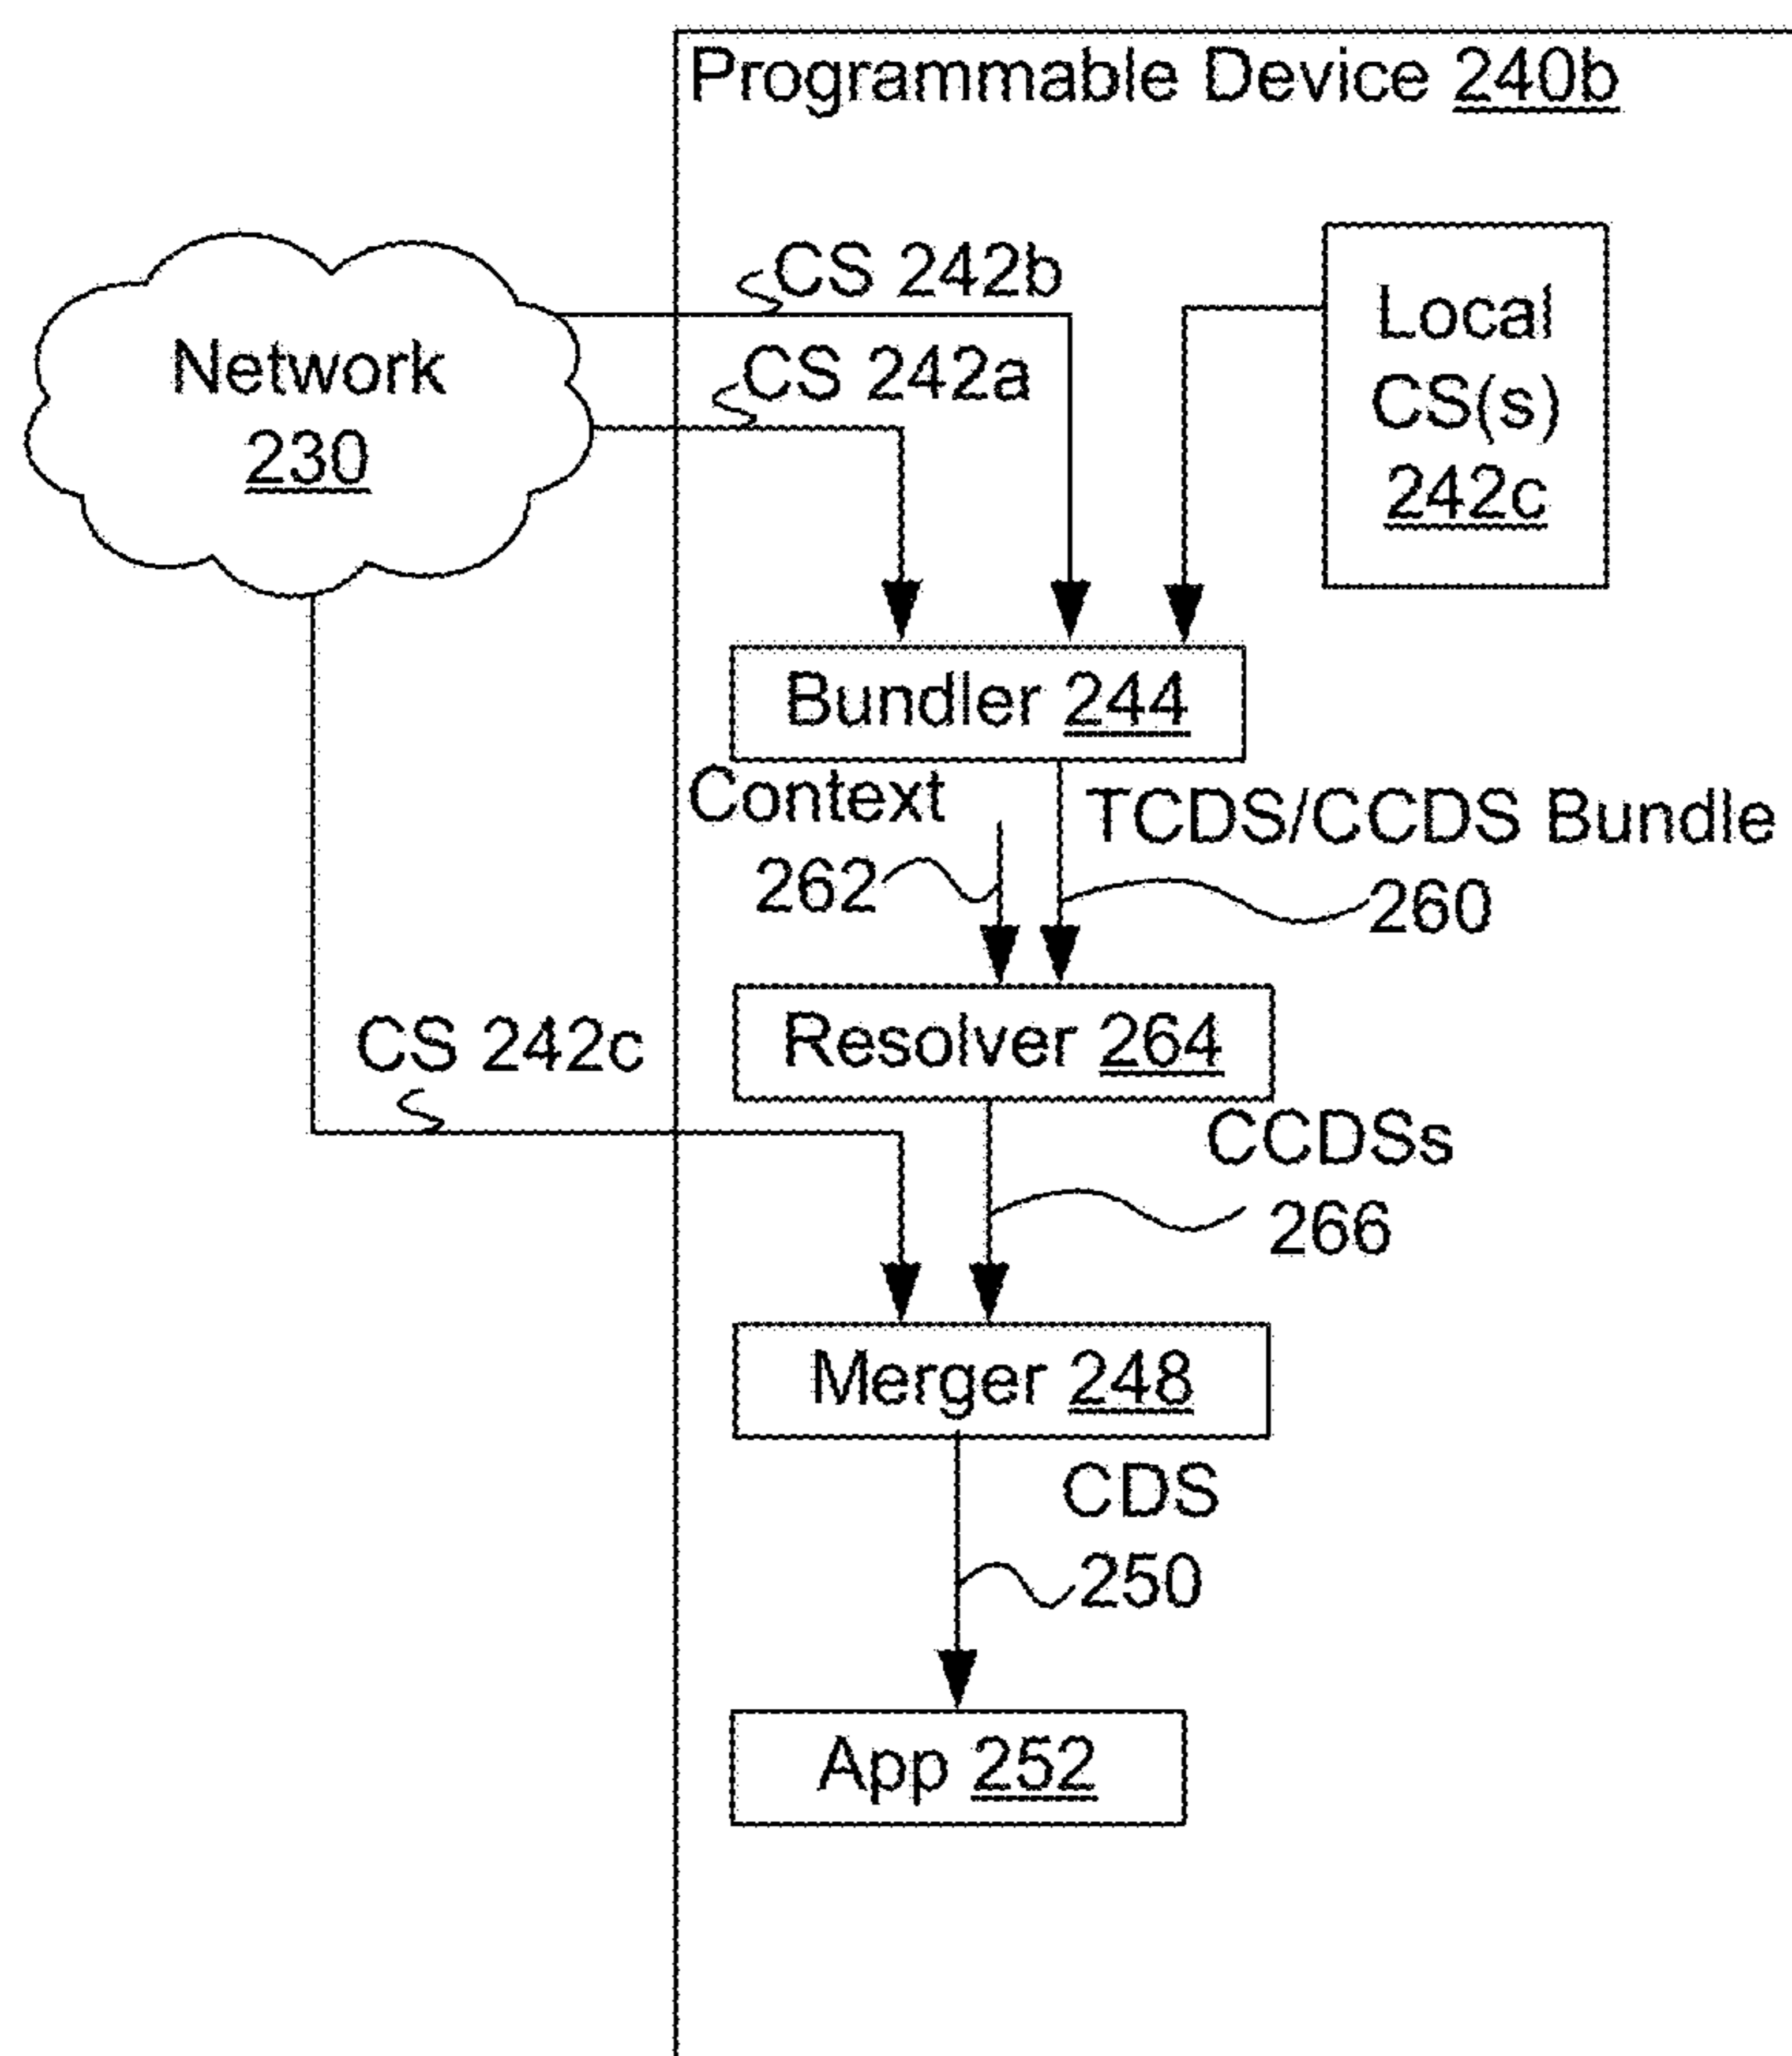 Programmable Device 240b
CS 242b
CS 242a
Network
230
Local
CS(s)
242c
Bundler 244
Context
262
TCDS/CCDS Bundle
260
Resolver 264
CS 242c
CCDSs
266
Merger 248
CDS
250
App 252